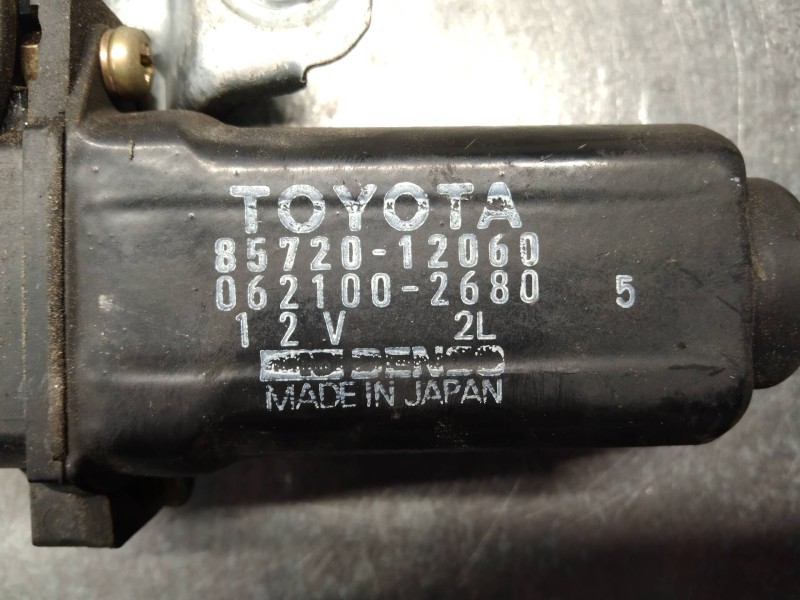 TOYOTA
85720-12060
062100-2680 5
12V 2L
DENSO
MADE IN JAPAN